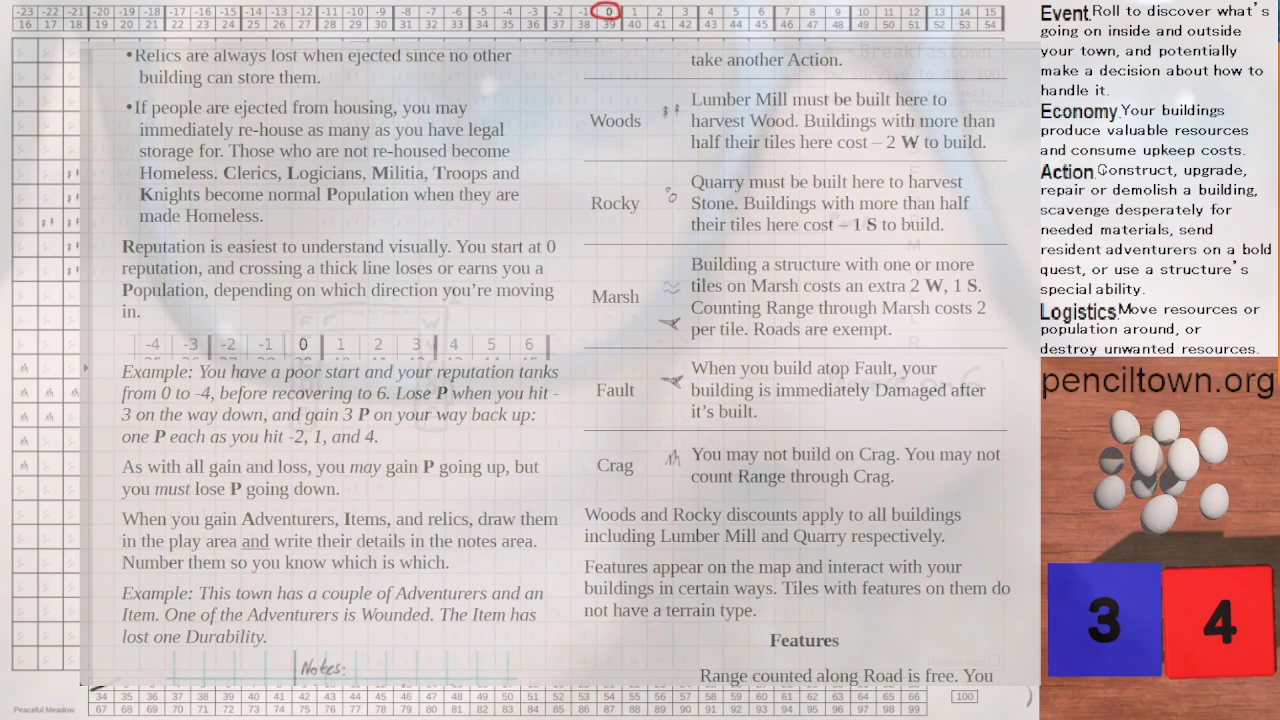 -23 -22 -21 -20 -19 -18 -17 -16 -15 -14 -13 -12 -11 -10 -9 -8 -7 -6 -5 -4 -3 -2 -1 0 1 2 3 4 5 6 7 8 9 10 11 12 13 14 15
16 17 18 19 20 21 22 23 24 25 26 27 28 29 30 31 32 33 34 35 36 37 38 39 40 41 42 43 44 45 46 47 48 49 50 51 52 53 54
•Relics are always lost when ejected since no other
building can store them.
•If people are ejected from housing, you may
immediately re-house as many as you have legal
storage for. Those who are not re-housed become
Homeless. Clerics, Logicians, Militia, Troops and
Knights become normal Population when they are
made Homeless.
Reputation is easiest to understand visually. You start at 0
reputation, and crossing a thick line loses or earns you a
Population, depending on which direction you’re moving
in.
-4 -3 -2 -1 0 1 2 3 4 5 6
Example: You have a poor start and your reputation tanks
from 0 to -4, before recovering to 6. Lose P when you hit -
3 on the way down, and gain 3 P on your way back up:
one P each as you hit -2, 1, and 4.
As with all gain and loss, you may gain P going up, but
you must lose P going down.
When you gain Adventurers, Items, and relics, draw them
in the play area and write their details in the notes area.
Number them so you know which is which.
Example: This town has a couple of Adventurers and an
Item. One of the Adventurers is Wounded. The Item has
lost one Durability.
Notes:
Breakfastown
take another Action.
Woods
Lumber Mill must be built here to
harvest Wood. Buildings with more than
half their tiles here cost – 2 W to build.
Rocky
Quarry must be built here to harvest
Stone. Buildings with more than half
their tiles here cost – 1 S to build.
Marsh
Building a structure with one or more
tiles on Marsh costs an extra 2 W, 1 S.
Counting Range through Marsh costs 2
per tile. Roads are exempt.
Fault
When you build atop Fault, your
building is immediately Damaged after
it’s built.
Crag
You may not build on Crag. You may not
count Range through Crag.
Woods and Rocky discounts apply to all buildings
including Lumber Mill and Quarry respectively.
Features appear on the map and interact with your
buildings in certain ways. Tiles with features on them do
not have a terrain type.
Features
Range counted along Road is free. You
34 35 36 37 38 39 40 41 42 43 44 45 46 47 48 49 50 51 52 53 54 55 56 57 58 59 60 61 62 63 64 65 66 100
67 68 69 70 71 72 73 74 75 76 77 78 79 80 81 82 83 84 85 86 87 88 89 90 91 92 93 94 95 96 97 98 99
Peaceful Meadow
Event. Roll to discover what's
going on inside and outside
your town, and potentially
make a decision about how to
handle it.
Economy. Your buildings
produce valuable resources
and consume upkeep costs.
Action. Construct, upgrade,
repair or demolish a building,
scavenge desperately for
needed materials, send
resident adventurers on a bold
quest, or use a structure's
special ability.
Logistics. Move resources or
population around, or
destroy unwanted resources.
penciltown.org
3 4